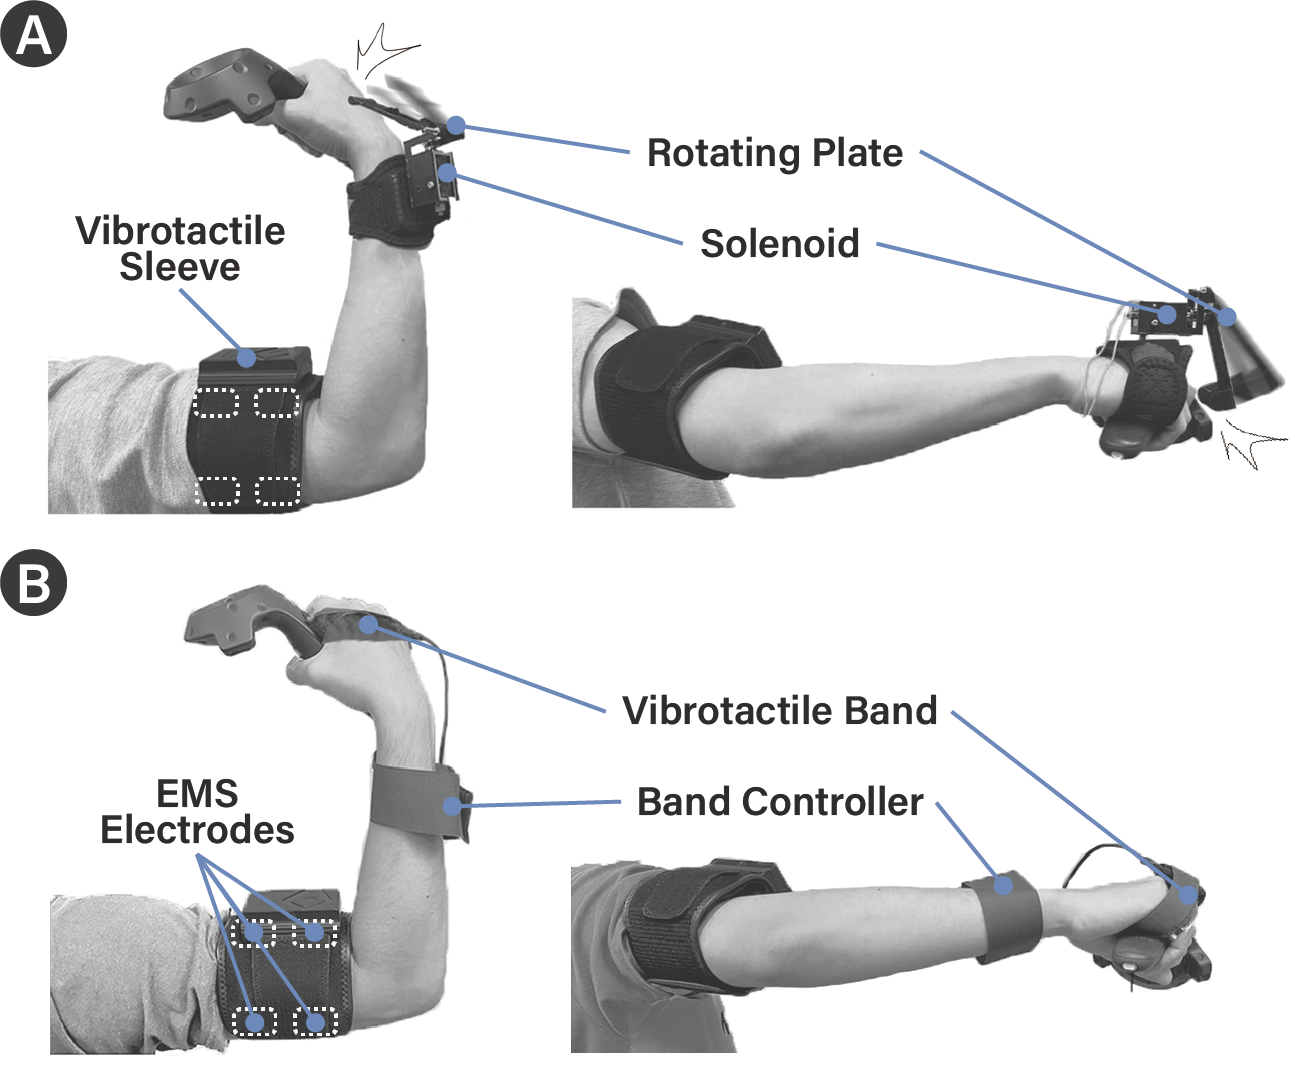 A
Rotating Plate
Solenoid
Vibrotactile
Sleeve
B
Vibrotactile Band
EMS
Electrodes
Band Controller